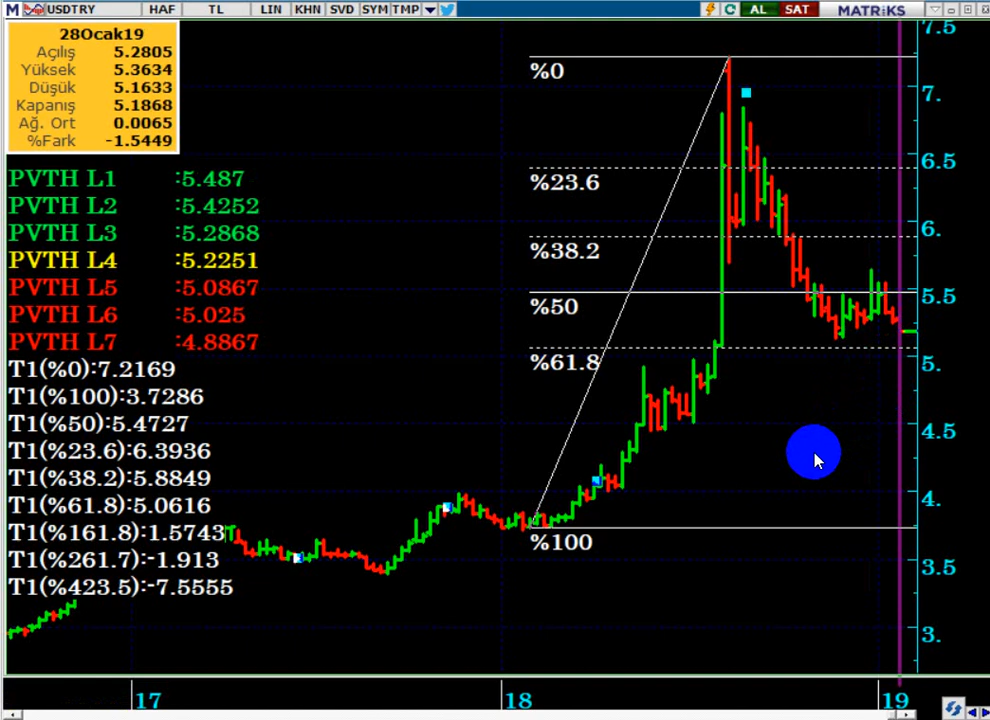 M USDTRY HAF TL LIN KHN SVD SYM TMP AL SAT MATRiKS
28Ocak19
Açılış 5.2805
Yüksek 5.3634
Düşük 5.1633
Kapanış 5.1868
Ağ. Ort 0.0065
%Fark -1.5449
PVTH L1 :5.487
PVTH L2 :5.4252
PVTH L3 :5.2868
PVTH L4 :5.2251
PVTH L5 :5.0867
PVTH L6 :5.025
PVTH L7 :4.8867
T1(%0):7.2169
T1(%100):3.7286
T1(%50):5.4727
T1(%23.6):6.3936
T1(%38.2):5.8849
T1(%61.8):5.0616
T1(%161.8):1.5743
T1(%261.7):-1.913
T1(%423.5):-7.5555
%0
%23.6
%38.2
%50
%61.8
%100
7.5
7.
6.5
6.
5.5
5.
4.5
4.
3.5
3.
17 18 19